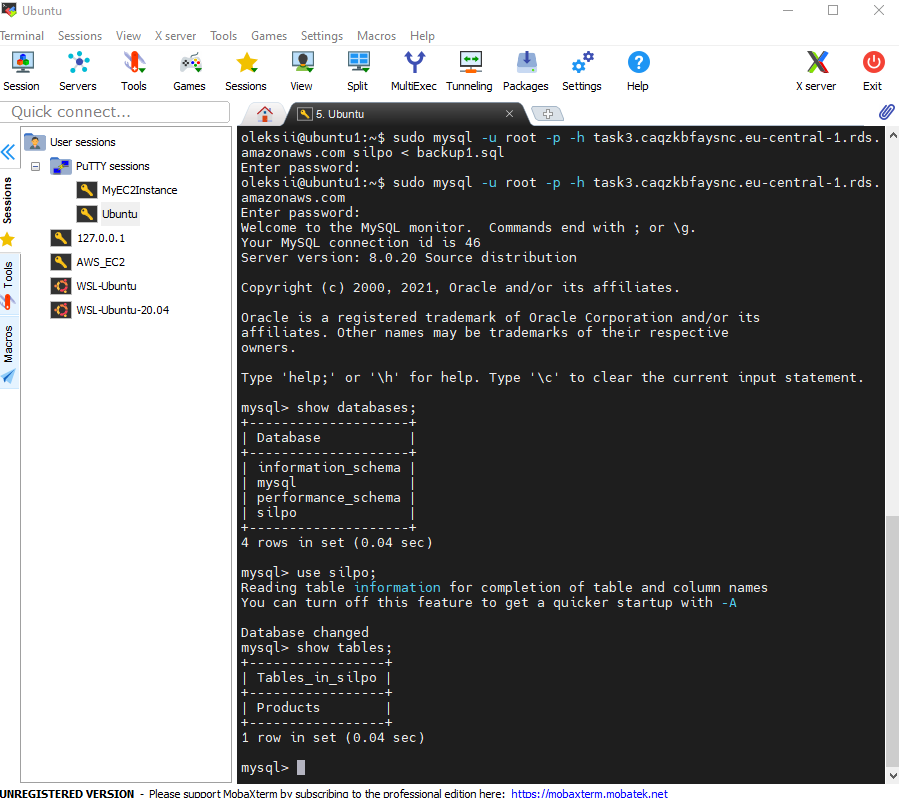 Ubuntu
Terminal Sessions View X server Tools Games Settings Macros Help
Session Servers Tools Games Sessions View Split MultiExec Tunneling Packages Settings Help X server Exit
Quick connect...
5. Ubuntu
Sessions
Tools
Macros
User sessions
PuTTY sessions
MyEC2Instance
Ubuntu
127.0.0.1
AWS_EC2
WSL-Ubuntu
WSL-Ubuntu-20.04
oleksii@ubuntu1:~$ sudo mysql -u root -p -h task3.caqzkbfaysnc.eu-central-1.rds.
amazonaws.com silpo < backup1.sql
Enter password:
oleksii@ubuntu1:~$ sudo mysql -u root -p -h task3.caqzkbfaysnc.eu-central-1.rds.
amazonaws.com
Enter password:
Welcome to the MySQL monitor.  Commands end with ; or \g.
Your MySQL connection id is 46
Server version: 8.0.20 Source distribution
Copyright (c) 2000, 2021, Oracle and/or its affiliates.
Oracle is a registered trademark of Oracle Corporation and/or its
affiliates. Other names may be trademarks of their respective
owners.
Type 'help;' or '\h' for help. Type '\c' to clear the current input statement.
mysql> show databases;
+--------------------+
| Database           |
+--------------------+
| information_schema |
| mysql              |
| performance_schema |
| silpo              |
+--------------------+
4 rows in set (0.04 sec)
mysql> use silpo;
Reading table information for completion of table and column names
You can turn off this feature to get a quicker startup with -A
Database changed
mysql> show tables;
+-----------------+
| Tables_in_silpo |
+-----------------+
| Products        |
+-----------------+
1 row in set (0.04 sec)
mysql>
UNREGISTERED VERSION - Please support MobaXterm by subscribing to the professional edition here: https://mobaxterm.mobatek.net